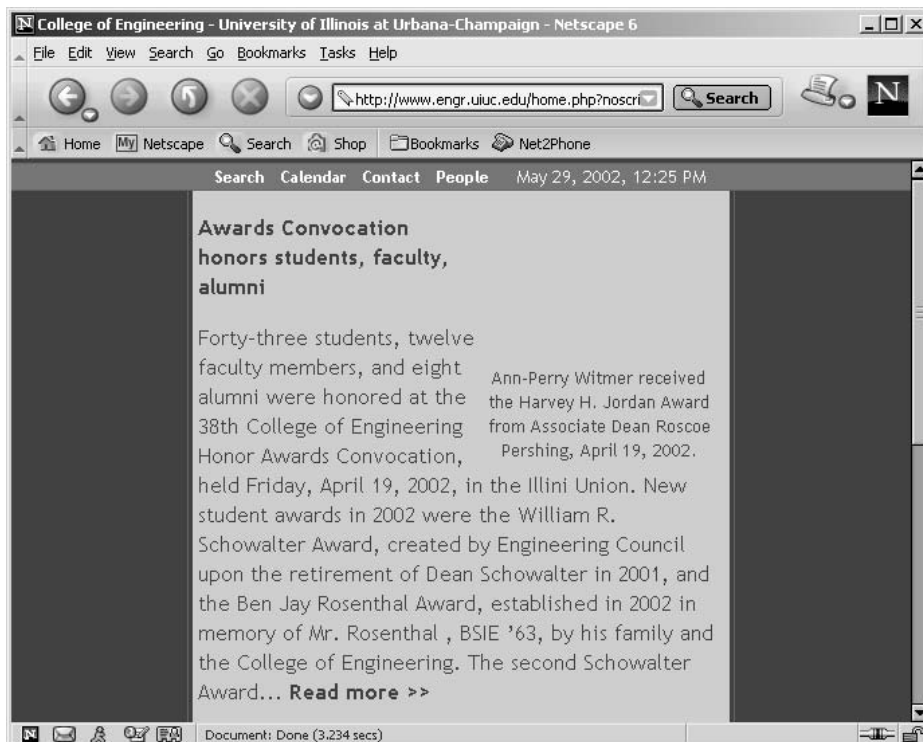 N College of Engineering - University of Illinois at Urbana-Champaign - Netscape 6
File Edit View Search Go Bookmarks Tasks Help
http://www.engr.uiuc.edu/home.php?noscri Search N
Home My Netscape Search Shop Bookmarks Net2Phone
Search Calendar Contact People May 29, 2002, 12:25 PM
Awards Convocation
honors students, faculty,
alumni
Forty-three students, twelve
faculty members, and eight
alumni were honored at the
38th College of Engineering
Honor Awards Convocation,
Ann-Perry Witmer received
the Harvey H. Jordan Award
from Associate Dean Roscoe
Pershing, April 19, 2002.
held Friday, April 19, 2002, in the Illini Union. New
student awards in 2002 were the William R.
Schowalter Award, created by Engineering Council
upon the retirement of Dean Schowalter in 2001, and
the Ben Jay Rosenthal Award, established in 2002 in
memory of Mr. Rosenthal , BSIE '63, by his family and
the College of Engineering. The second Schowalter
Award... Read more >>
N Document: Done (3.234 secs)